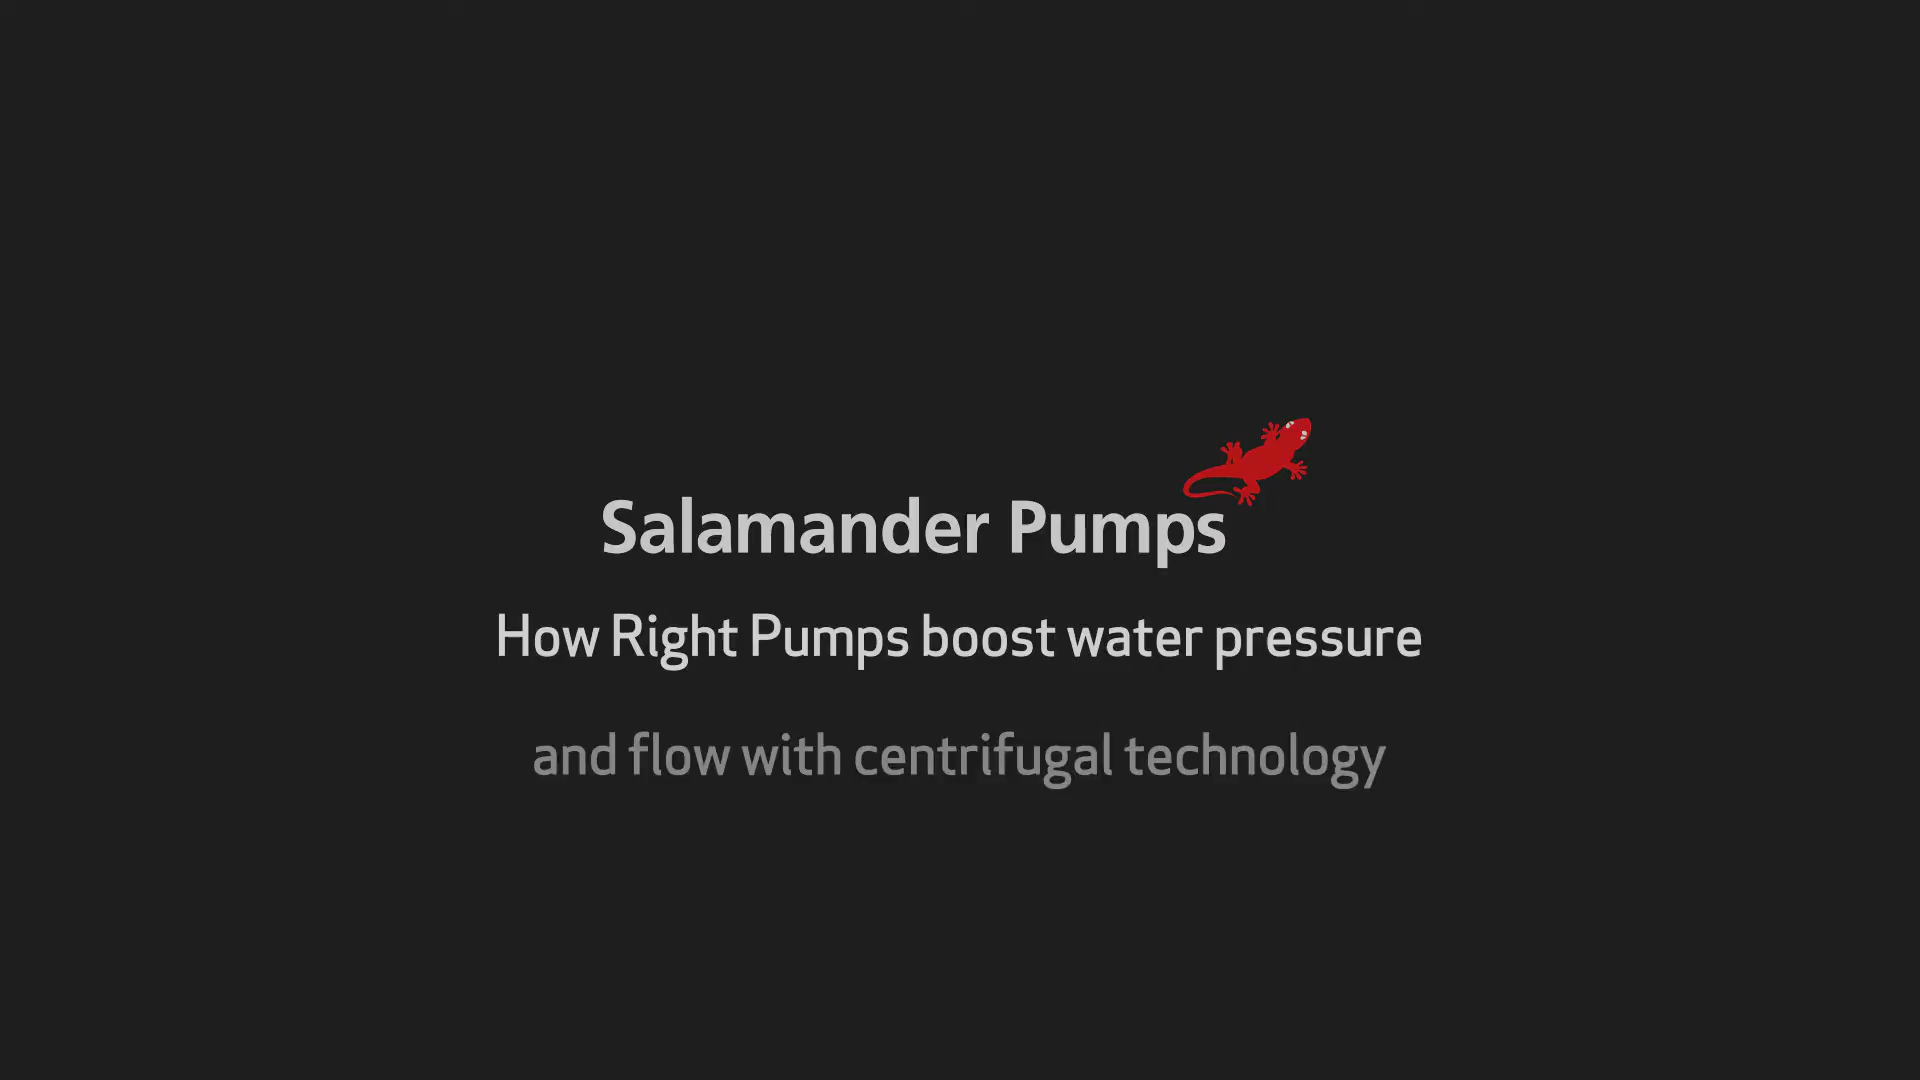 Salamander Pumps
How Right Pumps boost water pressure
and flow with centrifugal technology